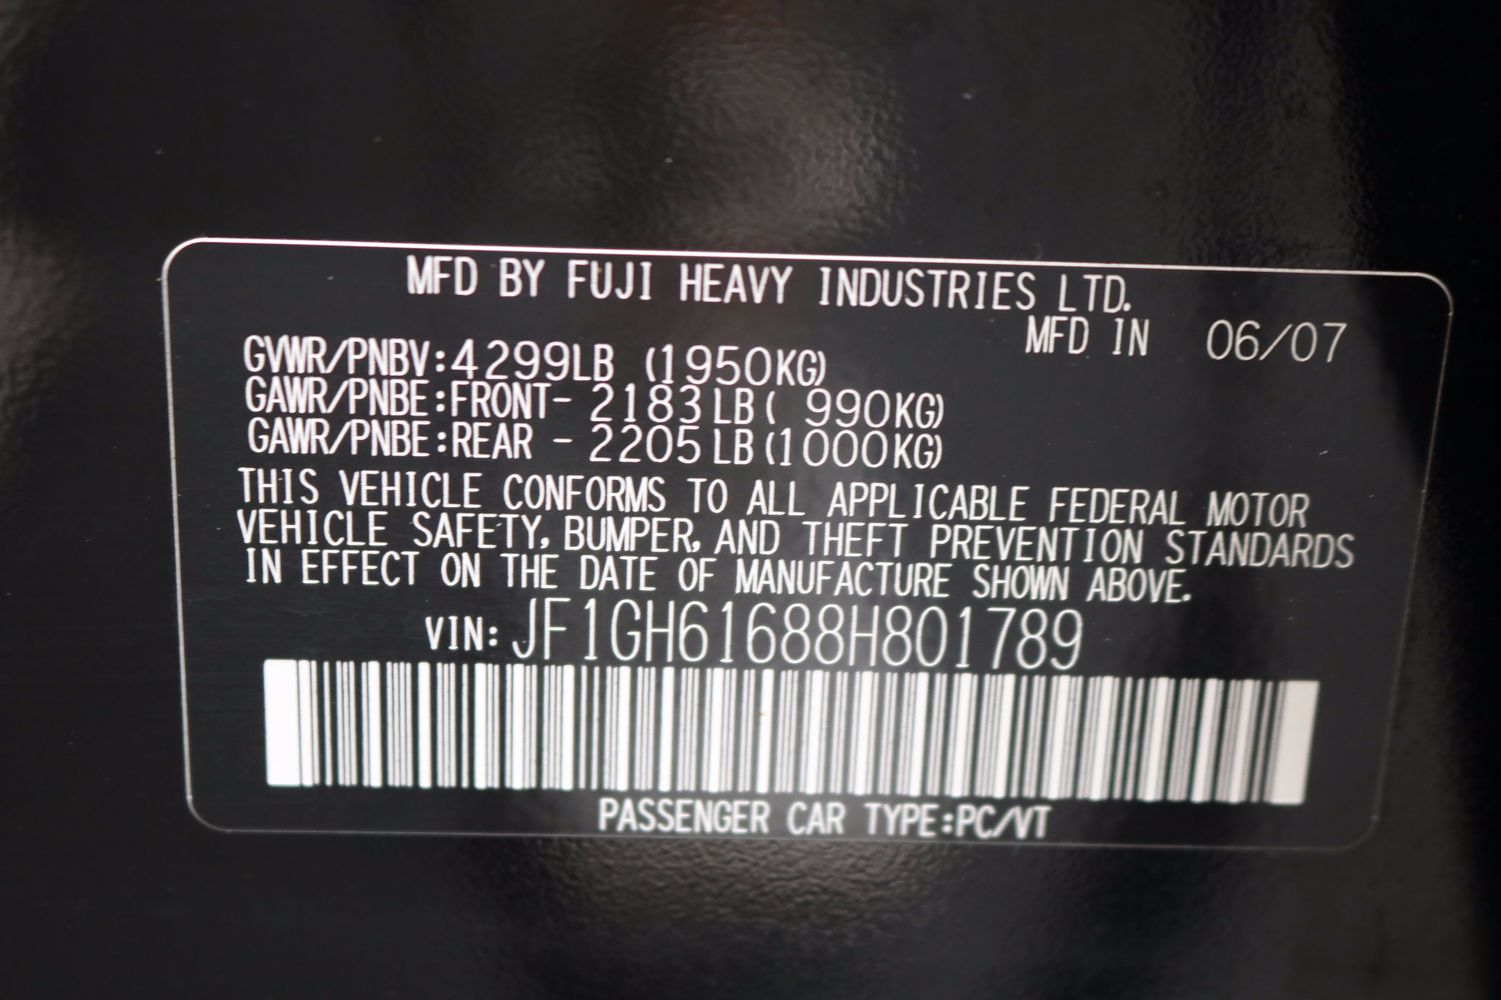 MFD BY FUJI HEAVY INDUSTRIES LTD.
MFD IN 06/07
GVWR/PNBV:4299LB (1950KG)
GAWR/PNBE:FRONT- 2183LB( 990KG)
GAWR/PNBE:REAR - 2205LB(1000KG)
THIS VEHICLE CONFORMS TO ALL APPLICABLE FEDERAL MOTOR
VEHICLE SAFETY, BUMPER, AND THEFT PREVENTION STANDARDS
IN EFFECT ON THE DATE OF MANUFACTURE SHOWN ABOVE.
VIN: JF1GH61688H801789
PASSENGER CAR TYPE:PC/VT